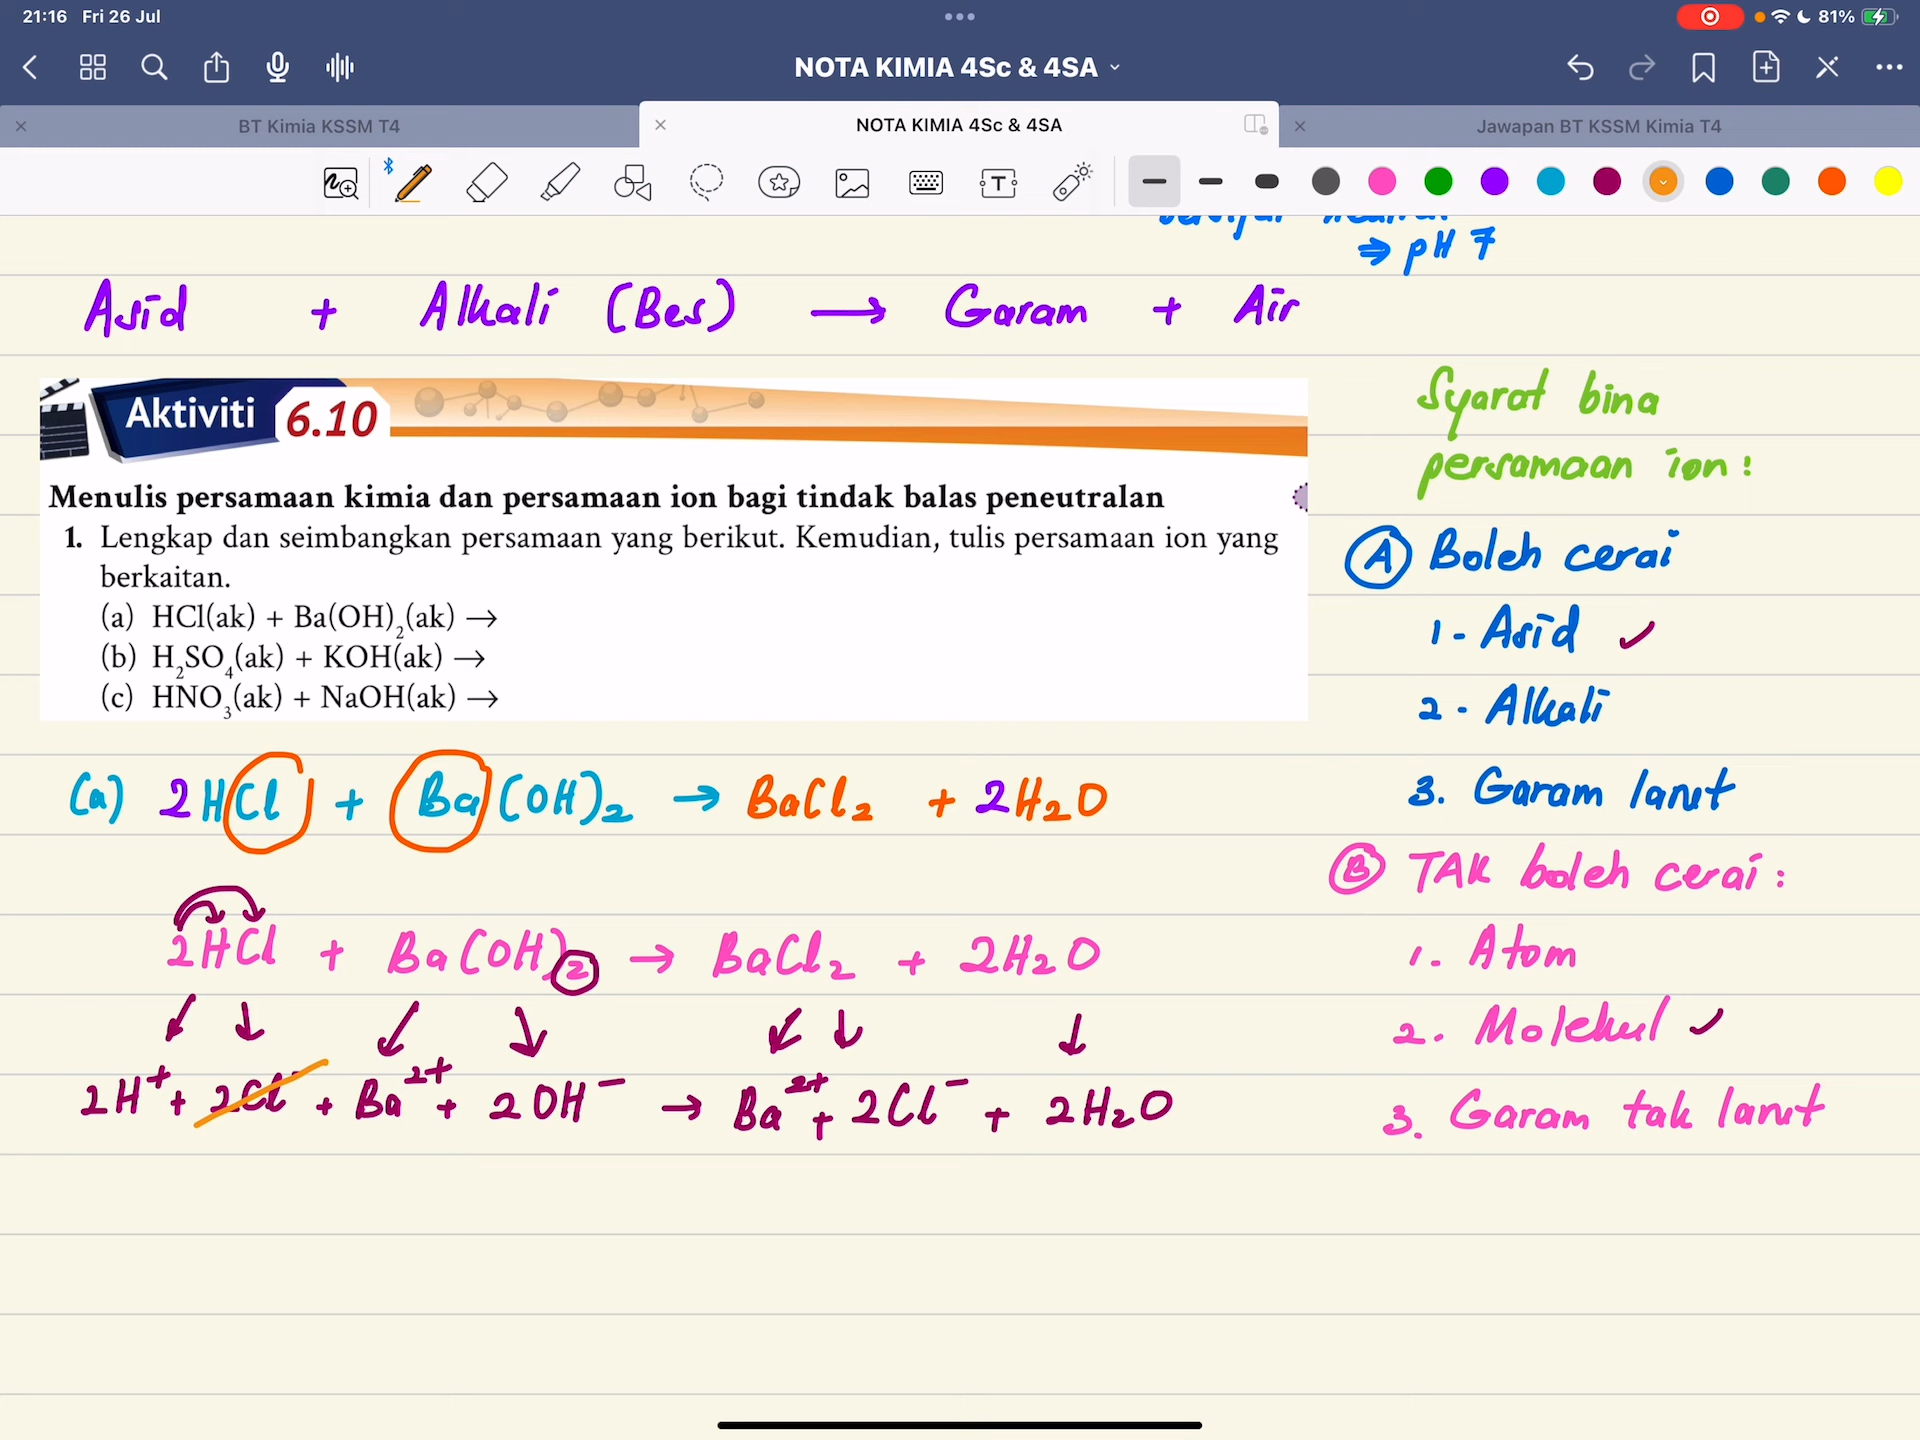 21:16 Fri 26 Jul
81%
NOTA KIMIA 4Sc & 4SA
BT Kimia KSSM T4
NOTA KIMIA 4Sc & 4SA
Jawapan BT KSSM Kimia T4
⇒ pH 7
Asid + Alkali (Bes) → Garam + Air
Aktiviti 6.10
Menulis persamaan kimia dan persamaan ion bagi tindak balas peneutralan
1. Lengkap dan seimbangkan persamaan yang berikut. Kemudian, tulis persamaan ion yang
berkaitan.
(a) HCl(ak) + Ba(OH)₂(ak) →
(b) H₂SO₄(ak) + KOH(ak) →
(c) HNO₃(ak) + NaOH(ak) →
(a) 2HCl + Ba(OH)₂ → BaCl₂ + 2H₂O
2HCl + Ba(OH)₂ → BaCl₂ + 2H₂O
2H⁺ + 2Cl⁻ + Ba²⁺ + 2OH⁻ → Ba²⁺ + 2Cl⁻ + 2H₂O
Syarat bina
persamaan ion :
A Boleh cerai
1 - Asid ✓
2 - Alkali
3. Garam larut
B TAK boleh cerai :
1. Atom
2. Molekul ✓
3. Garam tak larut